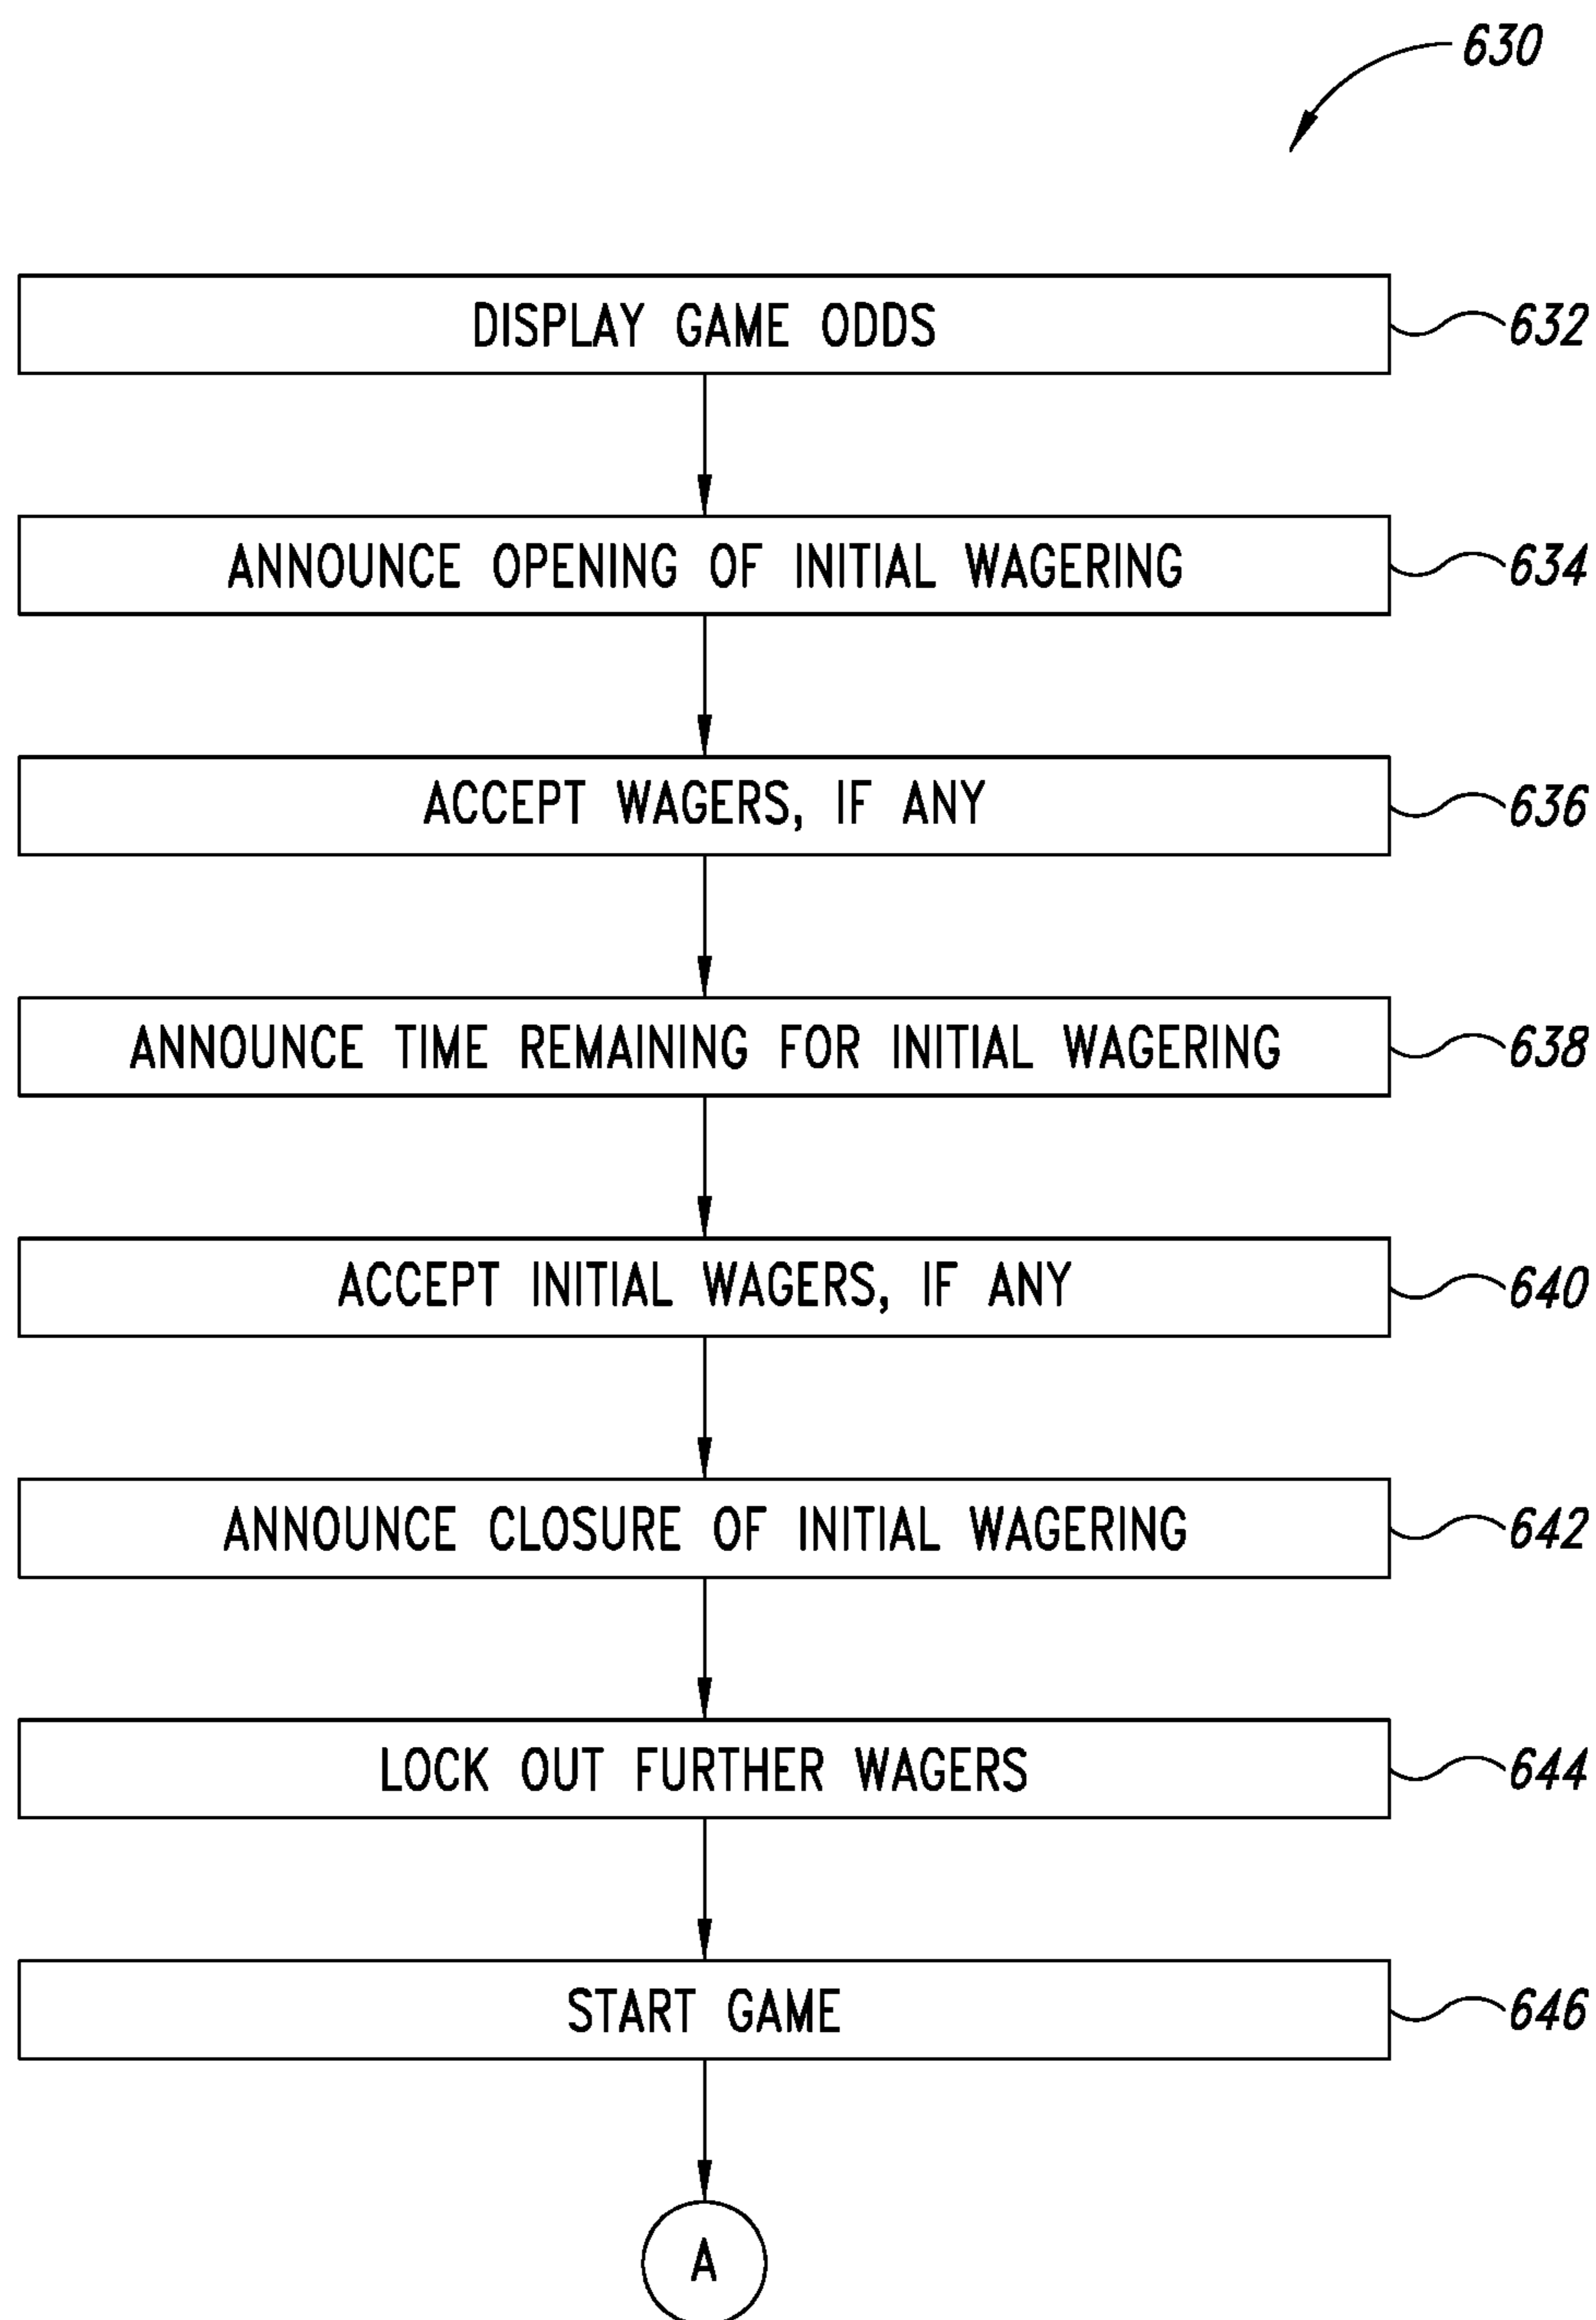 630
DISPLAY GAME ODDS 632
ANNOUNCE OPENING OF INITIAL WAGERING 634
ACCEPT WAGERS, IF ANY 636
ANNOUNCE TIME REMAINING FOR INITIAL WAGERING 638
ACCEPT INITIAL WAGERS, IF ANY 640
ANNOUNCE CLOSURE OF INITIAL WAGERING 642
LOCK OUT FURTHER WAGERS 644
START GAME 646
A